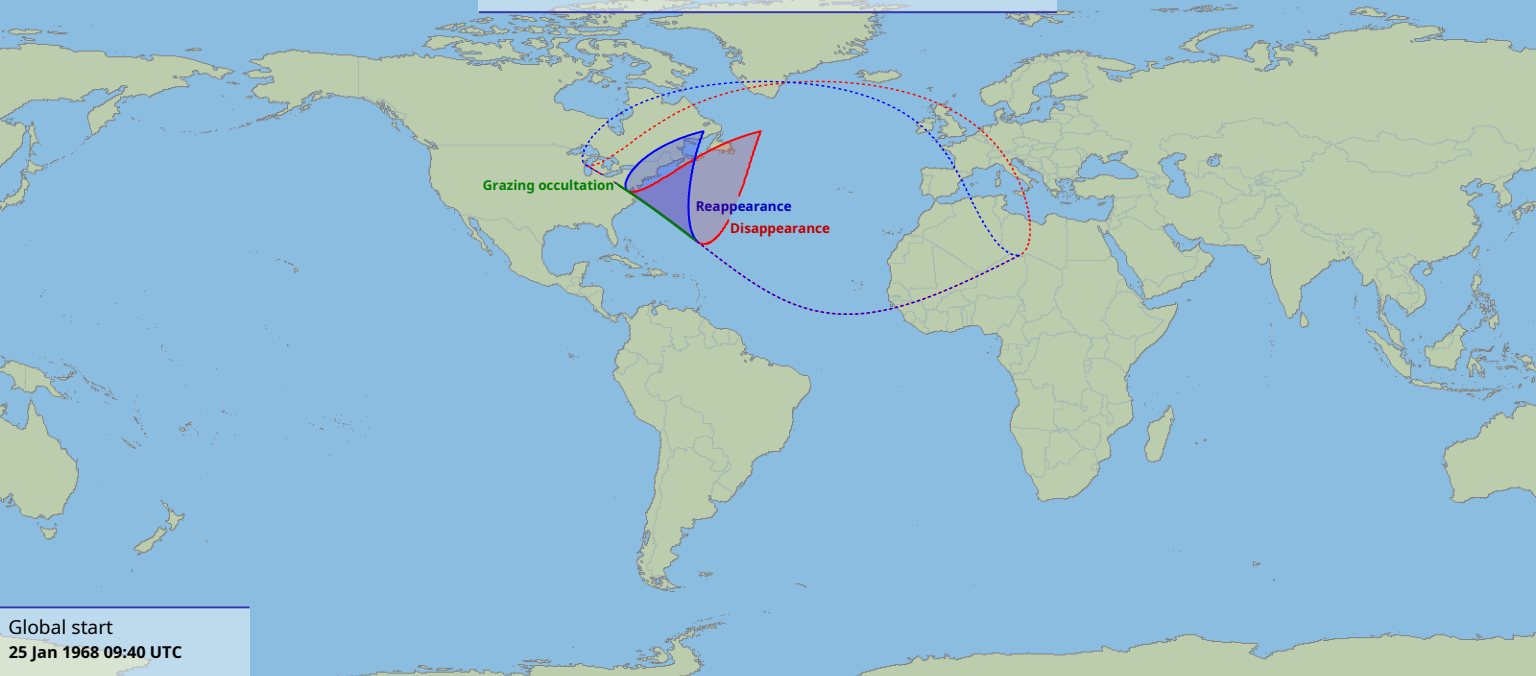 Grazing occultation
Reappearance
Disappearance
Global start
25 Jan 1968 09:40 UTC